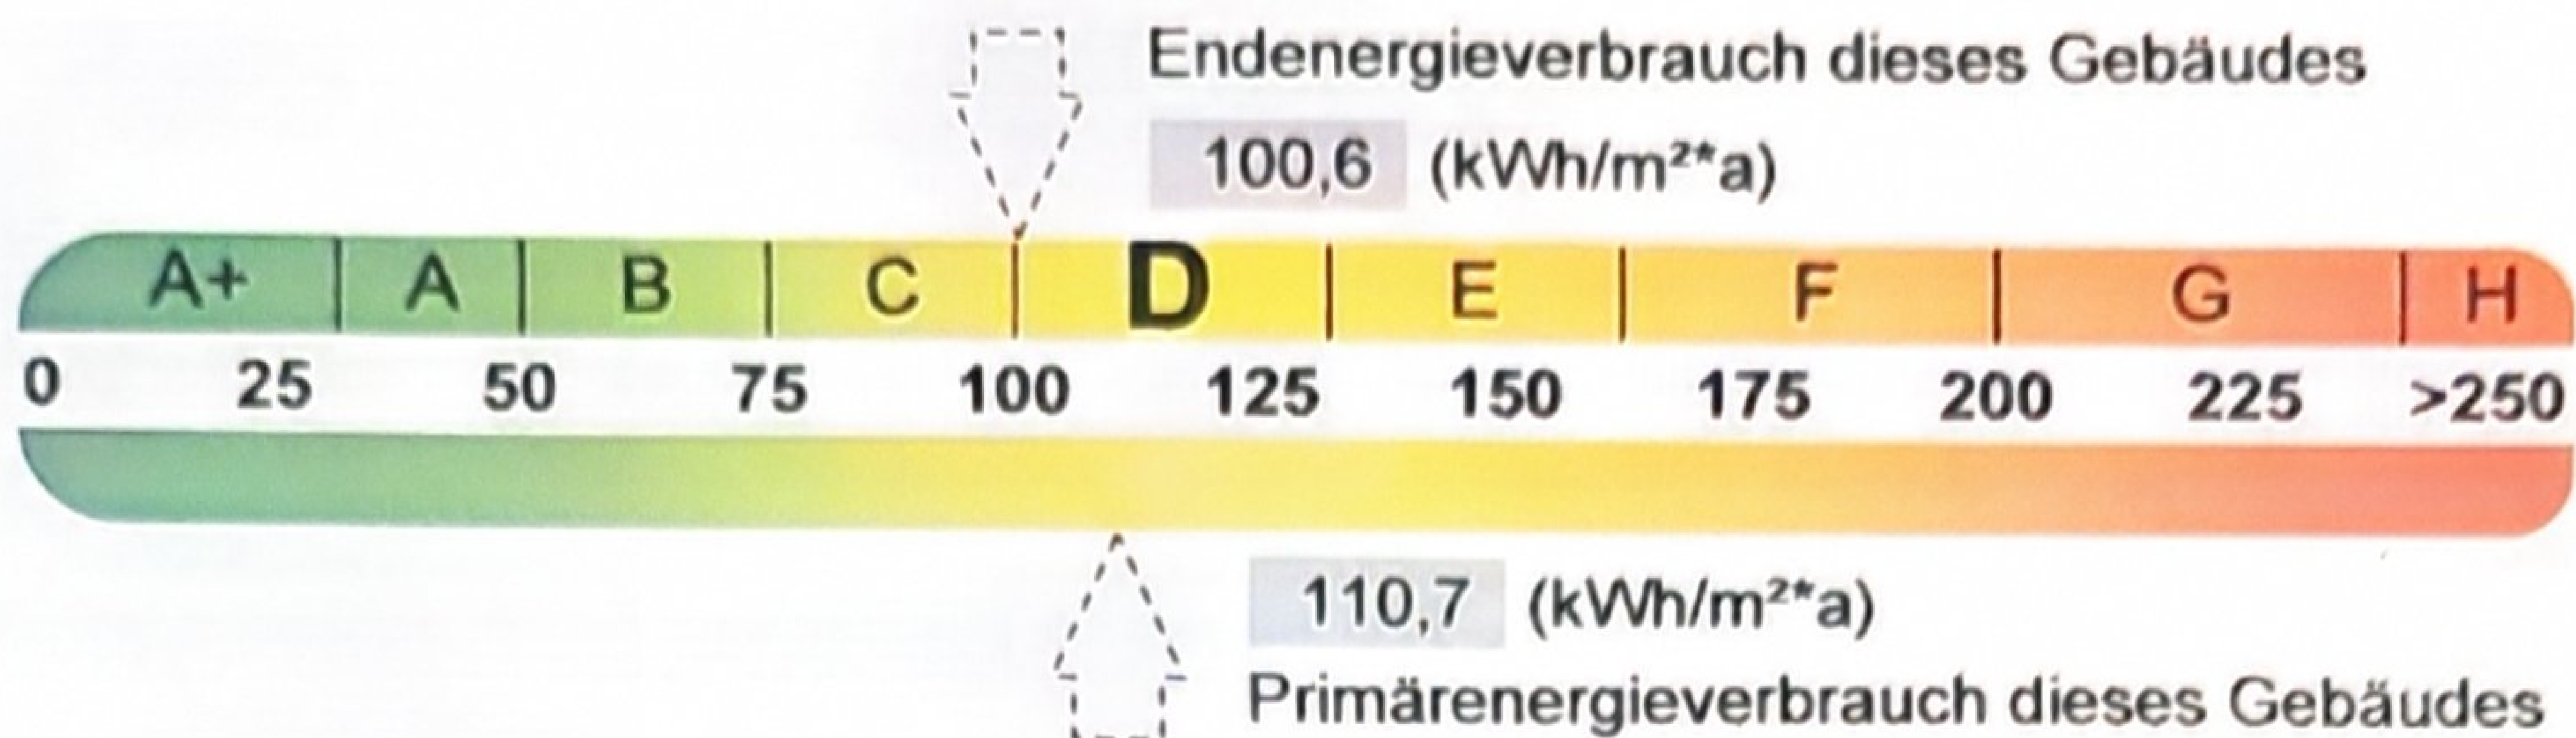 Endenergieverbrauch dieses Gebäudes
100,6 (kWh/m²*a)
A+ A B C D E F G H
0 25 50 75 100 125 150 175 200 225 >250
110,7 (kWh/m²*a)
Primärenergieverbrauch dieses Gebäudes